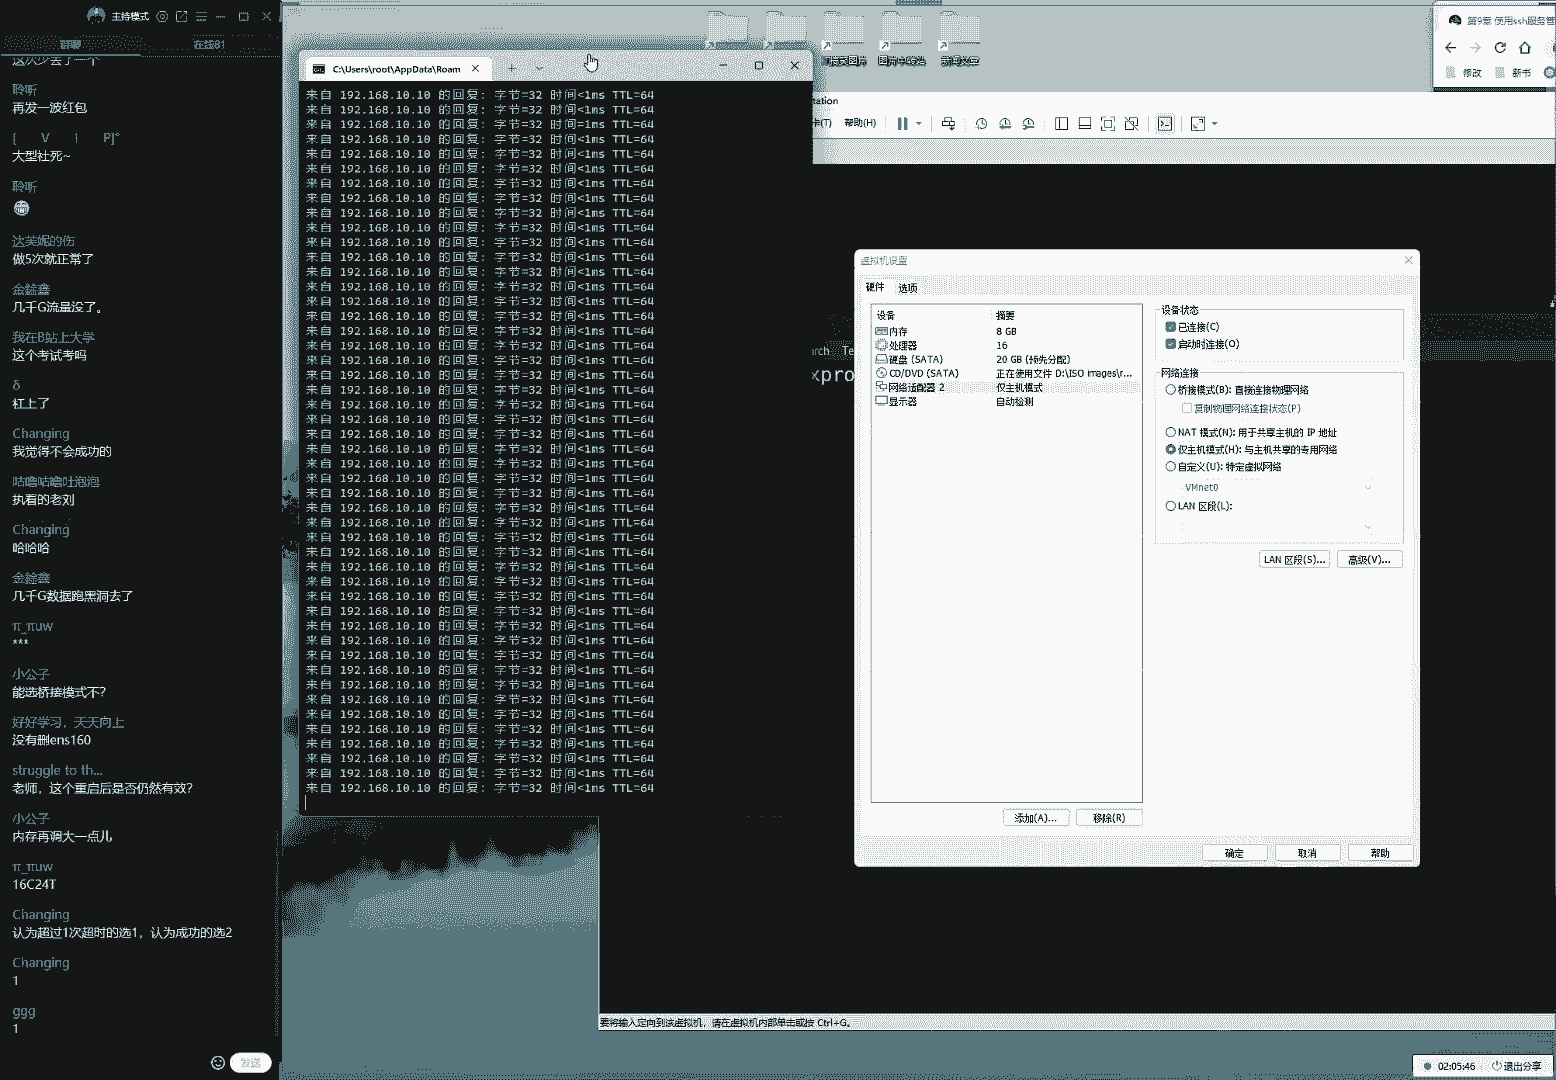 主持模式
群聊
在线81
这次少丢了一个
聆听
再发一波红包
[ V I P]°
大型社死~
聆听
达芙妮的伤
做5次就正常了
金鎰鑫
几千G流量没了。
我在B站上大学
这个考试考吗
δ
杠上了
Changing
我觉得不会成功的
咕噜咕噜吐泡泡
执着的老刘
Changing
哈哈哈
金鎰鑫
几千G数据跑黑洞去了
π_πuw
***
小公子
能选桥接模式不?
好好学习，天天向上
没有删ens160
struggle to th...
老师，这个重启后是否仍然有效?
小公子
内存再调大一点儿
π_πuw
16C24T
Changing
认为超过1次超时的选1，认为成功的选2
Changing
1
ggg
1
发送
C:\Users\root\AppData\Roam
来自 192.168.10.10 的回复: 字节=32 时间<1ms TTL=64
来自 192.168.10.10 的回复: 字节=32 时间<1ms TTL=64
来自 192.168.10.10 的回复: 字节=32 时间=1ms TTL=64
来自 192.168.10.10 的回复: 字节=32 时间<1ms TTL=64
来自 192.168.10.10 的回复: 字节=32 时间<1ms TTL=64
来自 192.168.10.10 的回复: 字节=32 时间<1ms TTL=64
来自 192.168.10.10 的回复: 字节=32 时间<1ms TTL=64
来自 192.168.10.10 的回复: 字节=32 时间<1ms TTL=64
来自 192.168.10.10 的回复: 字节=32 时间<1ms TTL=64
来自 192.168.10.10 的回复: 字节=32 时间<1ms TTL=64
来自 192.168.10.10 的回复: 字节=32 时间<1ms TTL=64
来自 192.168.10.10 的回复: 字节=32 时间<1ms TTL=64
来自 192.168.10.10 的回复: 字节=32 时间<1ms TTL=64
来自 192.168.10.10 的回复: 字节=32 时间=1ms TTL=64
来自 192.168.10.10 的回复: 字节=32 时间<1ms TTL=64
来自 192.168.10.10 的回复: 字节=32 时间<1ms TTL=64
来自 192.168.10.10 的回复: 字节=32 时间<1ms TTL=64
来自 192.168.10.10 的回复: 字节=32 时间<1ms TTL=64
来自 192.168.10.10 的回复: 字节=32 时间<1ms TTL=64
来自 192.168.10.10 的回复: 字节=32 时间<1ms TTL=64
来自 192.168.10.10 的回复: 字节=32 时间<1ms TTL=64
来自 192.168.10.10 的回复: 字节=32 时间<1ms TTL=64
来自 192.168.10.10 的回复: 字节=32 时间<1ms TTL=64
来自 192.168.10.10 的回复: 字节=32 时间<1ms TTL=64
来自 192.168.10.10 的回复: 字节=32 时间<1ms TTL=64
来自 192.168.10.10 的回复: 字节=32 时间<1ms TTL=64
来自 192.168.10.10 的回复: 字节=32 时间=1ms TTL=64
来自 192.168.10.10 的回复: 字节=32 时间<1ms TTL=64
来自 192.168.10.10 的回复: 字节=32 时间<1ms TTL=64
来自 192.168.10.10 的回复: 字节=32 时间<1ms TTL=64
来自 192.168.10.10 的回复: 字节=32 时间<1ms TTL=64
来自 192.168.10.10 的回复: 字节=32 时间<1ms TTL=64
来自 192.168.10.10 的回复: 字节=32 时间<1ms TTL=64
来自 192.168.10.10 的回复: 字节=32 时间<1ms TTL=64
来自 192.168.10.10 的回复: 字节=32 时间<1ms TTL=64
来自 192.168.10.10 的回复: 字节=32 时间<1ms TTL=64
来自 192.168.10.10 的回复: 字节=32 时间<1ms TTL=64
来自 192.168.10.10 的回复: 字节=32 时间<1ms TTL=64
来自 192.168.10.10 的回复: 字节=32 时间<1ms TTL=64
来自 192.168.10.10 的回复: 字节=32 时间<1ms TTL=64
来自 192.168.10.10 的回复: 字节=32 时间=1ms TTL=64
来自 192.168.10.10 的回复: 字节=32 时间<1ms TTL=64
来自 192.168.10.10 的回复: 字节=32 时间<1ms TTL=64
来自 192.168.10.10 的回复: 字节=32 时间<1ms TTL=64
来自 192.168.10.10 的回复: 字节=32 时间<1ms TTL=64
来自 192.168.10.10 的回复: 字节=32 时间<1ms TTL=64
来自 192.168.10.10 的回复: 字节=32 时间<1ms TTL=64
来自 192.168.10.10 的回复: 字节=32 时间<1ms TTL=64
图片中转站
tation
卡(T) 帮助(H)
第9章 使用ssh服务管
修改 新书
arch Te
xpro
虚拟机设置
硬件 选项
设备 摘要
内存 8 GB
处理器 16
硬盘 (SATA) 20 GB (预先分配)
CD/DVD (SATA) 正在使用文件 D:\ISO images\r...
网络适配器 2 仅主机模式
显示器 自动检测
添加(A)... 移除(R)
设备状态
已连接(C)
启动时连接(O)
网络连接
桥接模式(B): 直接连接物理网络
复制物理网络连接状态(P)
NAT 模式(N): 用于共享主机的 IP 地址
仅主机模式(H): 与主机共享的专用网络
自定义(U): 特定虚拟网络
VMnet0
LAN 区段(L):
LAN 区段(S)... 高级(V)...
确定 取消 帮助
要将输入定向到该虚拟机，请在虚拟机内部单击或按 Ctrl+G。
02:05:46 退出分享